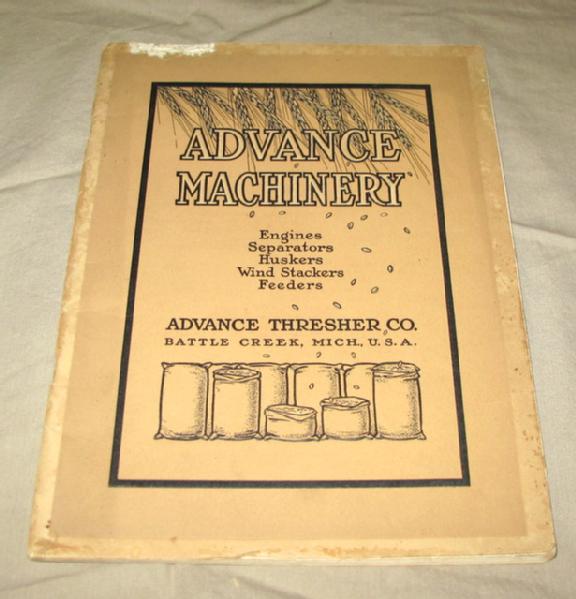 ADVANCE
MACHINERY
Engines
Separators
Huskers
Wind Stackers
Feeders
ADVANCE THRESHER CO.
BATTLE CREEK, MICH., U.S.A.